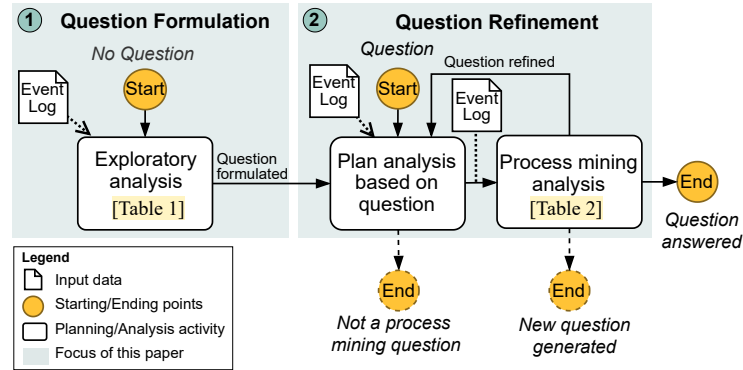 1 Question Formulation
2 Question Refinement
No Question
Question
Event
Log
Start
Event
Log
Start
Question refined
Event
Log
Exploratory
analysis
[Table 1]
Question
formulated
Plan analysis
based on
question
Process mining
analysis
[Table 2]
End
Question
answered
Legend
Input data
Starting/Ending points
Planning/Analysis activity
Focus of this paper
End
Not a process
mining question
End
New question
generated